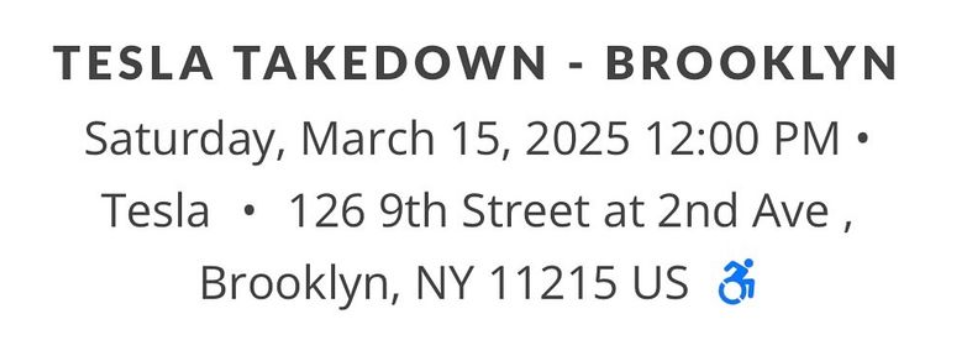 TESLA TAKEDOWN - BROOKLYN
Saturday, March 15, 2025 12:00 PM •
Tesla • 126 9th Street at 2nd Ave ,
Brooklyn, NY 11215 US